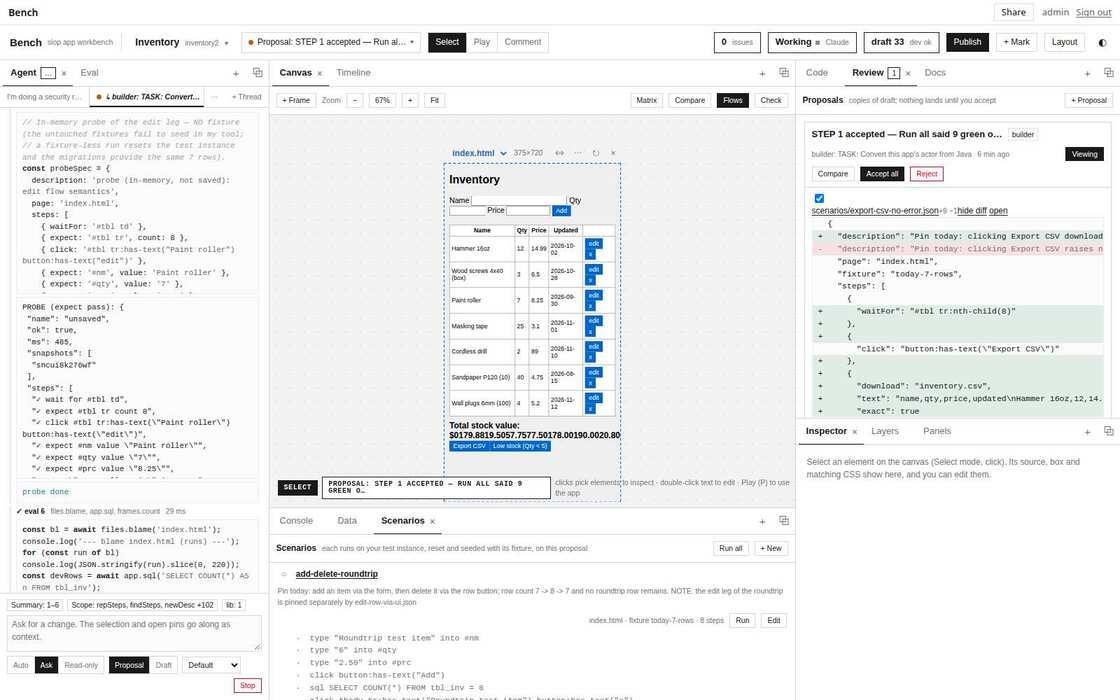 Bench
Share
admin
Sign out
Bench slop app workbench
Inventory inventory2 ▾
Proposal: STEP 1 accepted — Run al… ▾
Select
Play
Comment
0 issues
Working Claude
draft 33 dev ok
Publish
+ Mark
Layout
Agent … ×
Eval
I'm doing a security r…
↳ builder: TASK: Convert…
+ Thread
// In-memory probe of the edit leg — NO fixture
(the untouched fixtures fail to seed in my tool;
// a fixture-less run resets the test instance
and the migrations provide the same 7 rows).
const probeSpec = {
description: 'probe (in-memory, not saved):
edit flow semantics',
page: 'index.html',
steps: [
{ waitFor: '#tbl td' },
{ expect: '#tbl tr', count: 8 },
{ click: '#tbl tr:has-text("Paint roller")
button:has-text("edit")' },
{ expect: '#nm', value: 'Paint roller' },
{ expect: '#qty', value: '7' },
PROBE (expect pass): {
"name": "unsaved",
"ok": true,
"ms": 485,
"snapshots": [
"sncui8k276wf"
],
"steps": [
"✓ wait for #tbl td",
"✓ expect #tbl tr count 8",
"✓ click #tbl tr:has-text(\"Paint roller\")
button:has-text(\"edit\")",
"✓ expect #nm value \"Paint roller\"",
"✓ expect #qty value \"7\"",
"✓ expect #prc value \"8.25\"",
probe done
✓ eval 6 files.blame, app.sql, frames.count 29 ms
const bl = await files.blame('index.html');
console.log('--- blame index.html (runs) ---');
for (const run of bl)
console.log(JSON.stringify(run).slice(0, 220));
const devRows = await app.sql('SELECT COUNT(*) AS
n FROM tbl_inv');
Summary: 1–6
Scope: repSteps, findSteps, newDesc +102
lib: 1
Ask for a change. The selection and open pins go along as
context.
Auto
Ask
Read-only
Proposal
Draft
Default
Stop
Canvas ×
Timeline
+ Frame
Zoom
−
67%
+
Fit
Matrix
Compare
Flows
Check
index.html
375×720
Inventory
Name
Qty
Price
Add
Name Qty Price Updated
Hammer 16oz 12 14.99 2026-10-02 edit x
Wood screws 4x40 (box) 3 6.5 2026-10-28 edit x
Paint roller 7 8.25 2026-09-30 edit x
Masking tape 25 3.1 2026-11-01 edit x
Cordless drill 2 89 2026-11-10 edit x
Sandpaper P120 (10) 40 4.75 2026-08-15 edit x
Wall plugs 6mm (100) 4 5.2 2026-11-12 edit x
Total stock value:
$0179.8819.5057.7577.50178.00190.0020.80
Export CSV
Low stock (Qty < 5)
SELECT
PROPOSAL: STEP 1 ACCEPTED — RUN ALL SAID 9
GREEN O…
clicks pick elements to inspect · double-click text to edit · Play (P) to use
the app
Console
Data
Scenarios ×
Scenarios each runs on your test instance, reset and seeded with its fixture, on this proposal
Run all
+ New
add-delete-roundtrip
Pin today: add an item via the form, then delete it via the row button; row count 7 -> 8 -> 7 and no roundtrip row remains. NOTE: the edit leg of the roundtrip
is pinned separately by edit-row-via-ui.json
index.html · fixture today-7-rows · 8 steps
Run
Edit
· type "Roundtrip test item" into #nm
· type "6" into #qty
· type "2.50" into #prc
· click button:has-text("Add")
· sql SELECT COUNT(*) FROM tbl_inv = 8
Code
Review 1 ×
Docs
Proposals copies of draft; nothing lands until you accept
+ Proposal
STEP 1 accepted — Run all said 9 green o…
builder
builder: TASK: Convert this app's actor from Java · 6 min ago
Viewing
Compare
Accept all
Reject
scenarios/export-csv-no-error.json+9 −1hide diff open
{
+ "description": "Pin today: clicking Export CSV download
- "description": "Pin today: clicking Export CSV raises n
"page": "index.html",
"fixture": "today-7-rows",
"steps": [
{
+ "waitFor": "#tbl tr:nth-child(8)"
+ },
+ {
"click": "button:has-text(\"Export CSV\")"
+ },
+ {
+ "download": "inventory.csv",
+ "text": "name,qty,price,updated\nHammer 16oz,12,14.
+ "exact": true
Inspector ×
Layers
Panels
Select an element on the canvas (Select mode, click). Its source, box and
matching CSS show here, and you can edit them.